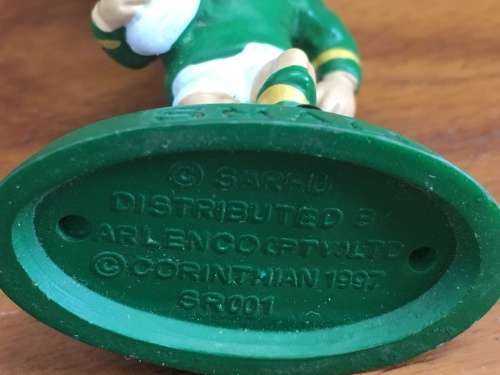 © SARFU
DISTRIBUTED BY
ARLENCO (PTY) LTD
© CORINTHIAN 1997
SR001